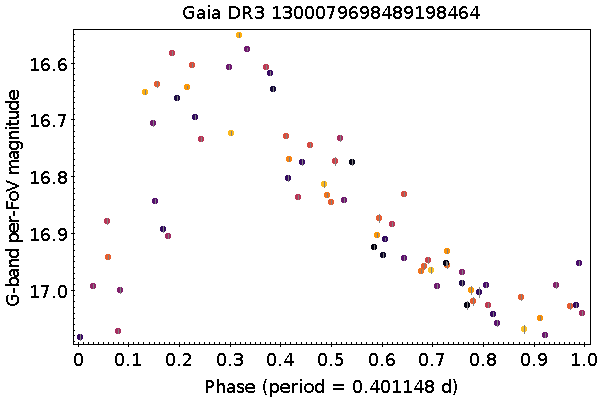 Gaia DR3 1300079698489198464
G-band per-FoV magnitude
16.6
16.7
16.8
16.9
17.0
0 0.1 0.2 0.3 0.4 0.5 0.6 0.7 0.8 0.9 1.0
Phase (period = 0.401148 d)